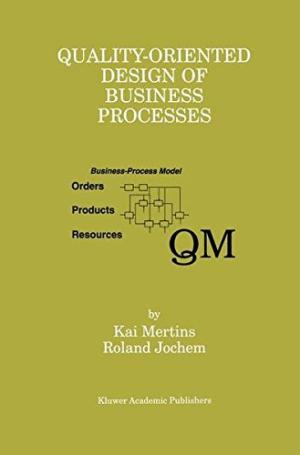 QUALITY-ORIENTED
DESIGN OF
BUSINESS
PROCESSES
Business-Process Model
Orders
Products
Resources
QM
by
Kai Mertins
Roland Jochem
Kluwer Academic Publishers